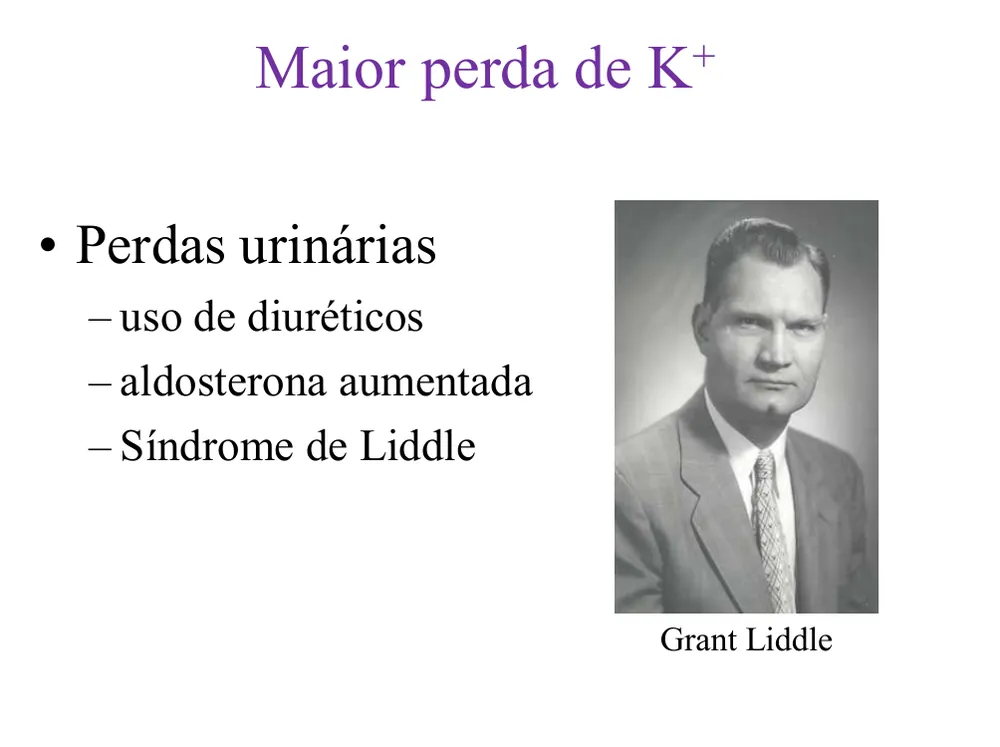 Maior perda de K⁺
• Perdas urinárias
– uso de diuréticos
– aldosterona aumentada
– Síndrome de Liddle
Grant Liddle